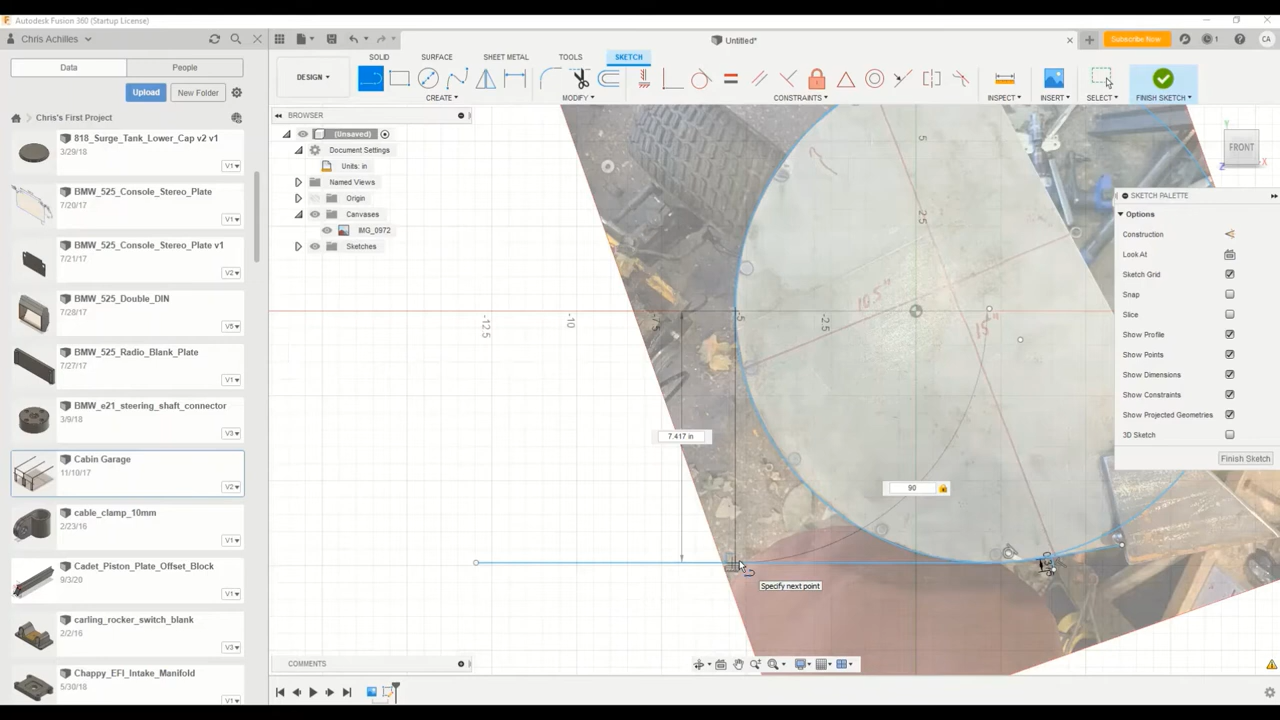 Autodesk Fusion 360 (Startup License)
Chris Achilles
Untitled*
Subscribe Now
1
CA
Data
People
Upload
New Folder
Chris's First Project
818_Surge_Tank_Lower_Cap v2 v1
3/29/18
V1
BMW_525_Console_Stereo_Plate
7/20/17
V1
BMW_525_Console_Stereo_Plate v1
7/21/17
V2
BMW_525_Double_DIN
7/28/17
V5
BMW_525_Radio_Blank_Plate
7/27/17
V1
BMW_e21_steering_shaft_connector
3/9/18
V3
Cabin Garage
11/10/17
V2
cable_clamp_10mm
2/23/16
V1
Cadet_Piston_Plate_Offset_Block
9/3/20
V1
carling_rocker_switch_blank
2/2/16
V3
Chappy_EFI_Intake_Manifold
5/30/18
V1
DESIGN
SOLID
SURFACE
SHEET METAL
TOOLS
SKETCH
CREATE
MODIFY
CONSTRAINTS
INSPECT
INSERT
SELECT
FINISH SKETCH
BROWSER
(Unsaved)
Document Settings
Units: in
Named Views
Origin
Canvases
IMG_0972
Sketches
-12.5
-10
-7.5
-5
-2.5
2.5
5
10.5"
15"
7.417 in
90
Specify next point
Y
FRONT
Z
X
SKETCH PALETTE
Options
Construction
Look At
Sketch Grid
Snap
Slice
Show Profile
Show Points
Show Dimensions
Show Constraints
Show Projected Geometries
3D Sketch
Finish Sketch
COMMENTS